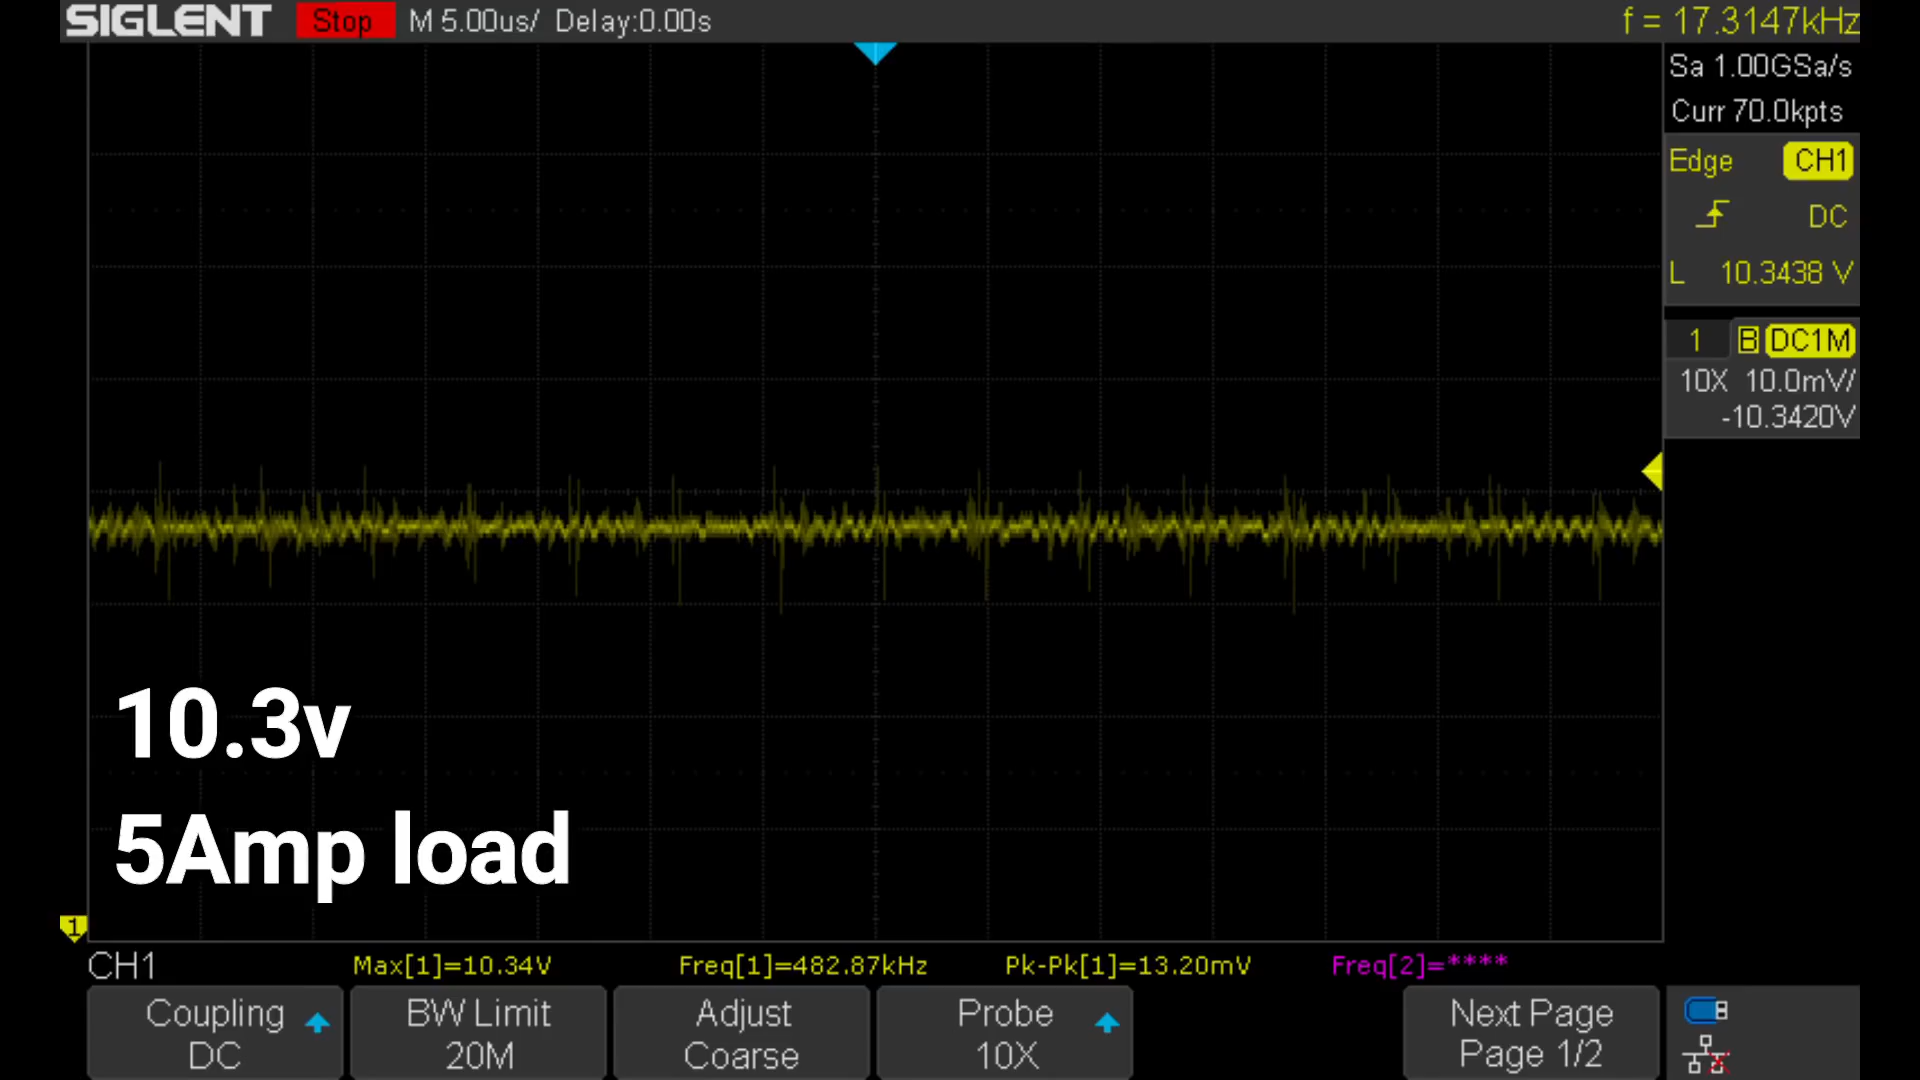 SIGLENT Stop M 5.00us/ Delay:0.00s f = 17.3147kHz
Sa 1.00GSa/s
Curr 70.0kpts
Edge CH1
DC
L 10.3438 V
1 B DC1M
10X 10.0mV/
-10.3420V
10.3v
5Amp load
1
CH1 Max[1]=10.34V Freq[1]=482.87kHz Pk-Pk[1]=13.20mV Freq[2]=****
Coupling BW Limit Adjust Probe Next Page
DC 20M Coarse 10X Page 1/2